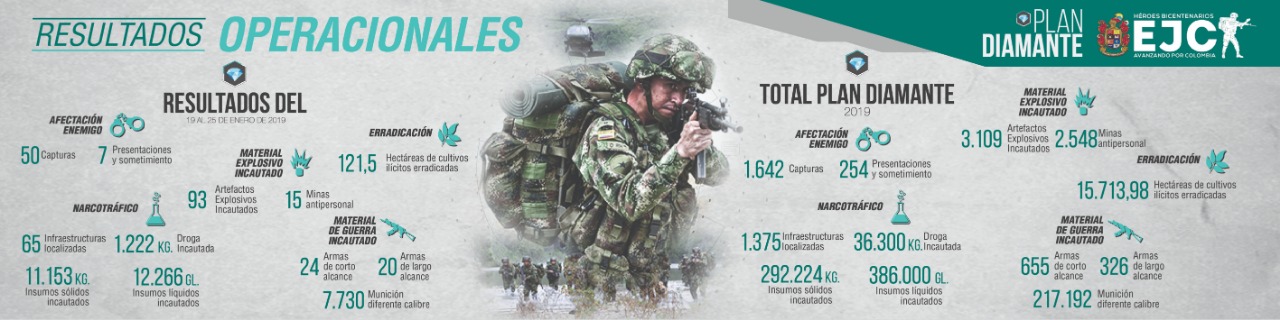 RESULTADOS OPERACIONALES
RESULTADOS DEL
19 AL 25 DE ENERO DE 2019
AFECTACIÓN
ENEMIGO
50 Capturas
7 Presentaciones
y sometimiento
MATERIAL
EXPLOSIVO
INCAUTADO
93 Artefactos
Explosivos
Incautados
15 Minas
antipersonal
ERRADICACIÓN
121,5 Hectáreas de cultivos
ilícitos erradicadas
NARCOTRÁFICO
65 Infraestructuras
localizadas
1.222 KG. Droga
Incautada
11.153 KG.
Insumos sólidos
incautados
12.266 GL.
Insumos líquidos
incautados
MATERIAL
DE GUERRA
INCAUTADO
24 Armas
de corto
alcance
20 Armas
de largo
alcance
7.730 Munición
diferente calibre
PLAN
DIAMANTE
HÉROES BICENTENARIOS
EJC
AVANZANDO POR COLOMBIA
TOTAL PLAN DIAMANTE
2019
AFECTACIÓN
ENEMIGO
1.642 Capturas
254 Presentaciones
y sometimiento
MATERIAL
EXPLOSIVO
INCAUTADO
3.109 Artefactos
Explosivos
Incautados
2.548 Minas
antipersonal
ERRADICACIÓN
15.713,98 Hectáreas de cultivos
ilícitos erradicadas
NARCOTRÁFICO
1.375 Infraestructuras
localizadas
36.300 KG. Droga
Incautada
292.224 KG.
Insumos sólidos
incautados
386.000 GL.
Insumos líquidos
incautados
MATERIAL
DE GUERRA
INCAUTADO
655 Armas
de corto
alcance
326 Armas
de largo
alcance
217.192 Munición
diferente calibre